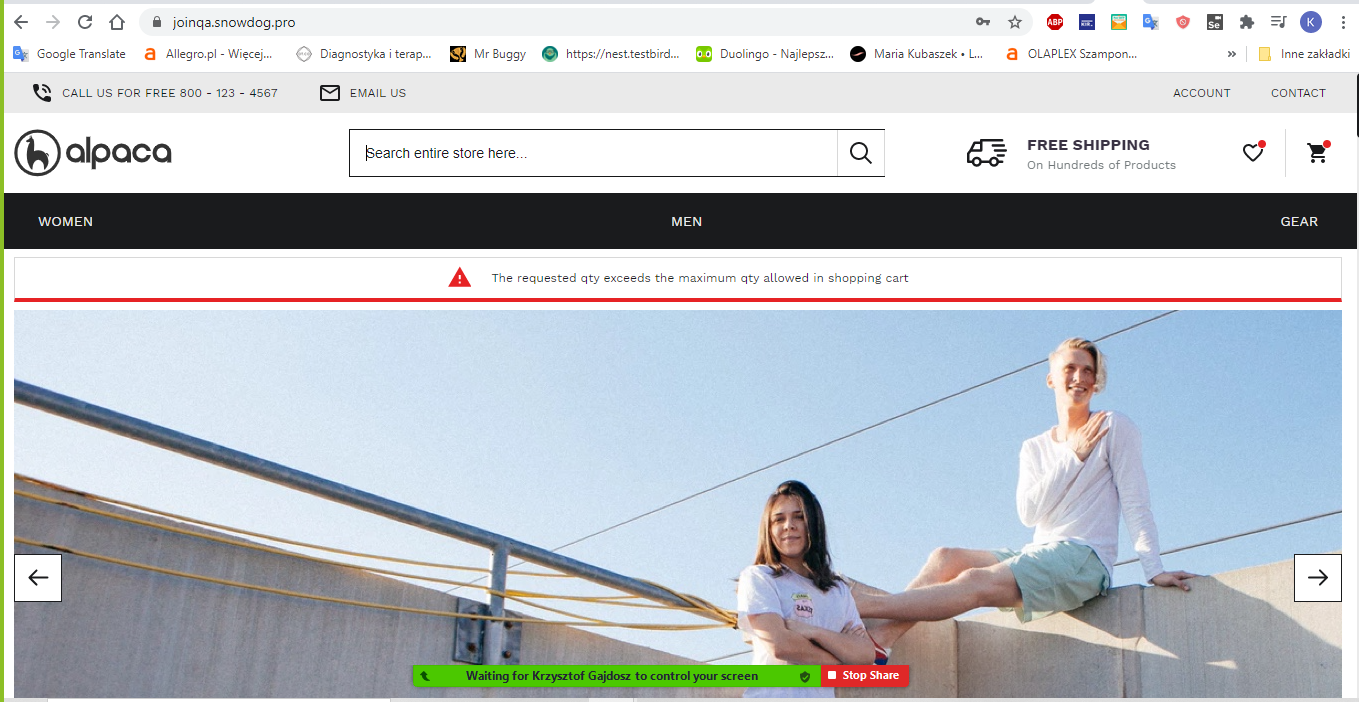 joinqa.snowdog.pro
ABP
Se
K
Google Translate
Allegro.pl - Więcej...
Diagnostyka i terap...
Mr Buggy
https://nest.testbird...
Duolingo - Najlepsz...
Maria Kubaszek • L...
OLAPLEX Szampon...
»
Inne zakładki
CALL US FOR FREE 800 - 123 - 4567
EMAIL US
ACCOUNT
CONTACT
alpaca
Search entire store here...
FREE SHIPPING
On Hundreds of Products
WOMEN
MEN
GEAR
The requested qty exceeds the maximum qty allowed in shopping cart
Waiting for Krzysztof Gajdosz to control your screen
Stop Share